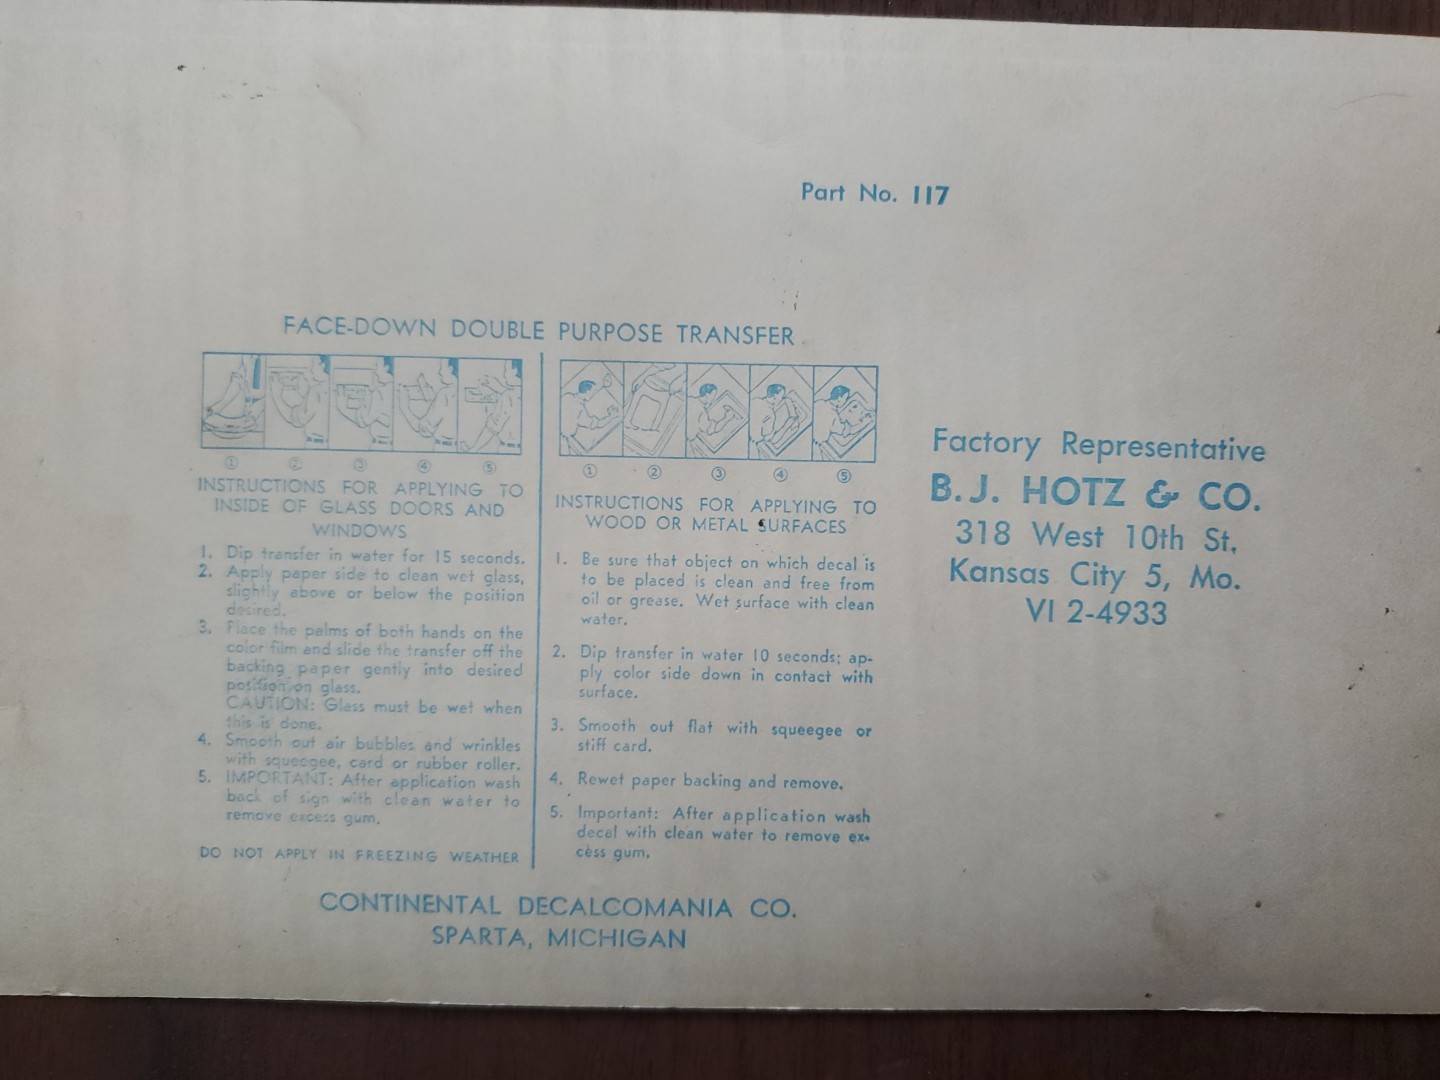 Part No. 117
FACE-DOWN DOUBLE PURPOSE TRANSFER
① ② ③ ④ ⑤
INSTRUCTIONS FOR APPLYING TO
INSIDE OF GLASS DOORS AND
WINDOWS
1. Dip transfer in water for 15 seconds.
2. Apply paper side to clean wet glass,
slightly above or below the position
desired.
3. Place the palms of both hands on the
color film and slide the transfer off the
backing paper gently into desired
position on glass.
CAUTION: Glass must be wet when
this is done.
4. Smooth out air bubbles and wrinkles
with squeegee, card or rubber roller.
5. IMPORTANT: After application wash
back of sign with clean water to
remove excess gum.
DO NOT APPLY IN FREEZING WEATHER
① ② ③ ④ ⑤
INSTRUCTIONS FOR APPLYING TO
WOOD OR METAL SURFACES
1. Be sure that object on which decal is
to be placed is clean and free from
oil or grease. Wet surface with clean
water.
2. Dip transfer in water 10 seconds; ap-
ply color side down in contact with
surface.
3. Smooth out flat with squeegee or
stiff card.
4. Rewet paper backing and remove.
5. Important: After application wash
decal with clean water to remove ex-
cess gum.
CONTINENTAL DECALCOMANIA CO.
SPARTA, MICHIGAN
Factory Representative
B. J. HOTZ & CO.
318 West 10th St.
Kansas City 5, Mo.
VI 2-4933